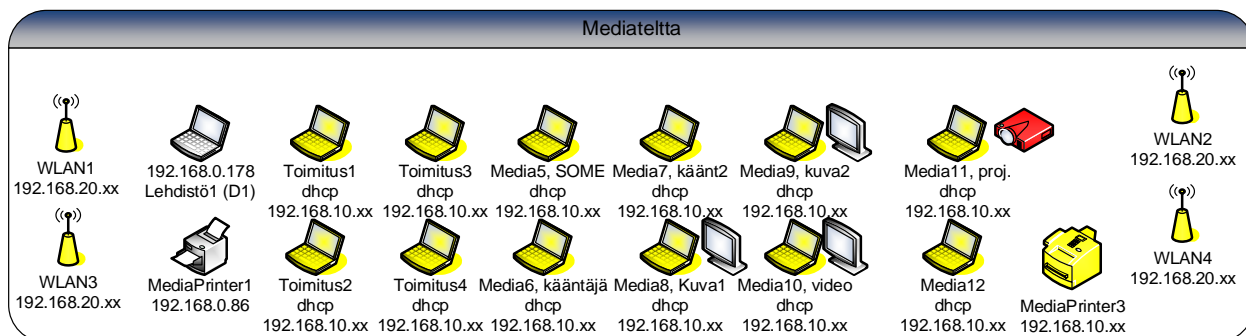 Mediateltta
WLAN1
192.168.20.xx
192.168.0.178
Lehdistö1 (D1)
Toimitus1
dhcp
192.168.10.xx
Toimitus3
dhcp
192.168.10.xx
Media5, SOME
dhcp
192.168.10.xx
Media7, käänt2
dhcp
192.168.10.xx
Media9, kuva2
dhcp
192.168.10.xx
Media11, proj.
dhcp
192.168.10.xx
WLAN2
192.168.20.xx
WLAN3
192.168.20.xx
MediaPrinter1
192.168.0.86
Toimitus2
dhcp
192.168.10.xx
Toimitus4
dhcp
192.168.10.xx
Media6, kääntäjä
dhcp
192.168.10.xx
Media8, Kuva1
dhcp
192.168.10.xx
Media10, video
dhcp
192.168.10.xx
Media12
dhcp
192.168.10.xx
MediaPrinter3
192.168.10.xx
WLAN4
192.168.20.xx